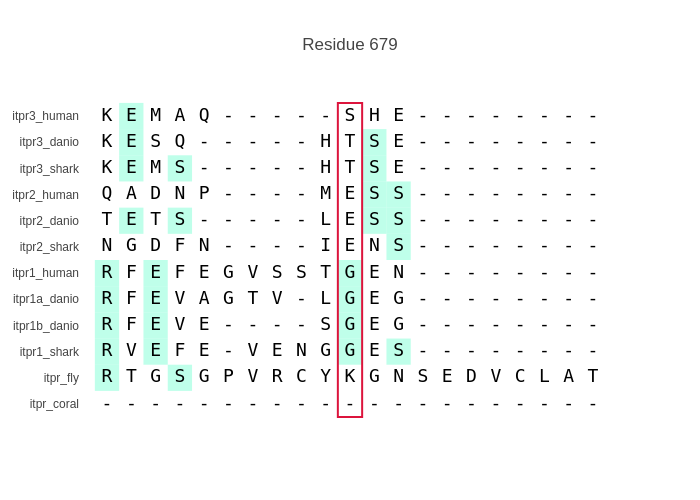 Residue 679
itpr3_human K E M A Q - - - - - S H E - - - - - - - -
itpr3_danio K E S Q - - - - - H T S E - - - - - - - -
itpr3_shark K E M S - - - - - H T S E - - - - - - - -
itpr2_human Q A D N P - - - - M E S S - - - - - - - -
itpr2_danio T E T S - - - - - L E S S - - - - - - - -
itpr2_shark N G D F N - - - - I E N S - - - - - - - -
itpr1_human R F E F E G V S S T G E N - - - - - - - -
itpr1a_danio R F E V A G T V - L G E G - - - - - - - -
itpr1b_danio R F E V E - - - - S G E G - - - - - - - -
itpr1_shark R V E F E - V E N G G E S - - - - - - - -
itpr_fly R T G S G P V R C Y K G N S E D V C L A T
itpr_coral - - - - - - - - - - - - - - - - - - - - -